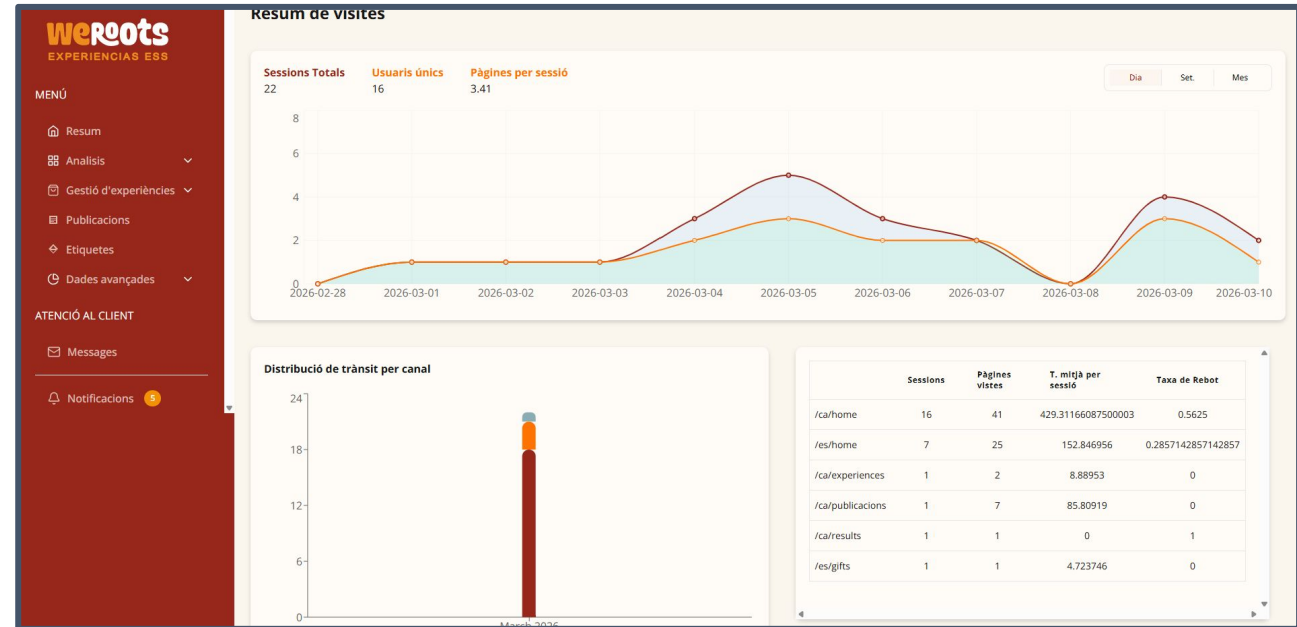 weRoots
EXPERIENCIAS ESS
MENÚ
Resum
Analisis
Gestió d'experiències
Publicacions
Etiquetes
Dades avançades
ATENCIÓ AL CLIENT
Messages
Notificacions 5
Resum de visites
Sessions Totals Usuaris únics Pàgines per sessió
22 16 3.41
Dia Set. Mes
8
6
4
2
0
2026-02-28 2026-03-01 2026-03-02 2026-03-03 2026-03-04 2026-03-05 2026-03-06 2026-03-07 2026-03-08 2026-03-09 2026-03-10
Distribució de trànsit per canal
24
18
12
6
0
March 2026
Sessions Pàgines vistes T. mitjà per sessió Taxa de Rebot
/ca/home 16 41 429.31166087500003 0.5625
/es/home 7 25 152.846956 0.2857142857142857
/ca/experiences 1 2 8.88953 0
/ca/publicacions 1 7 85.80919 0
/ca/results 1 1 0 1
/es/gifts 1 1 4.723746 0